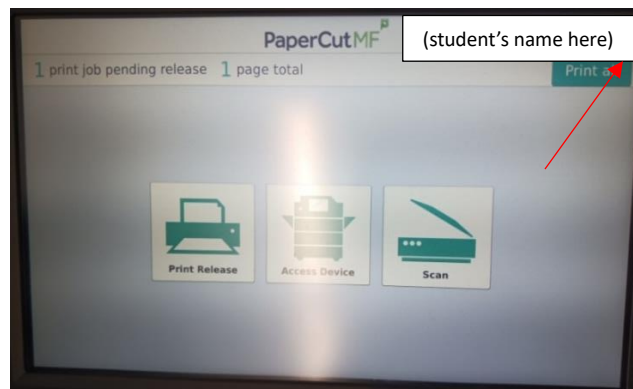 PaperCutMF
(student's name here)
1 print job pending release 1 page total
Print a
Print Release
Access Device
Scan